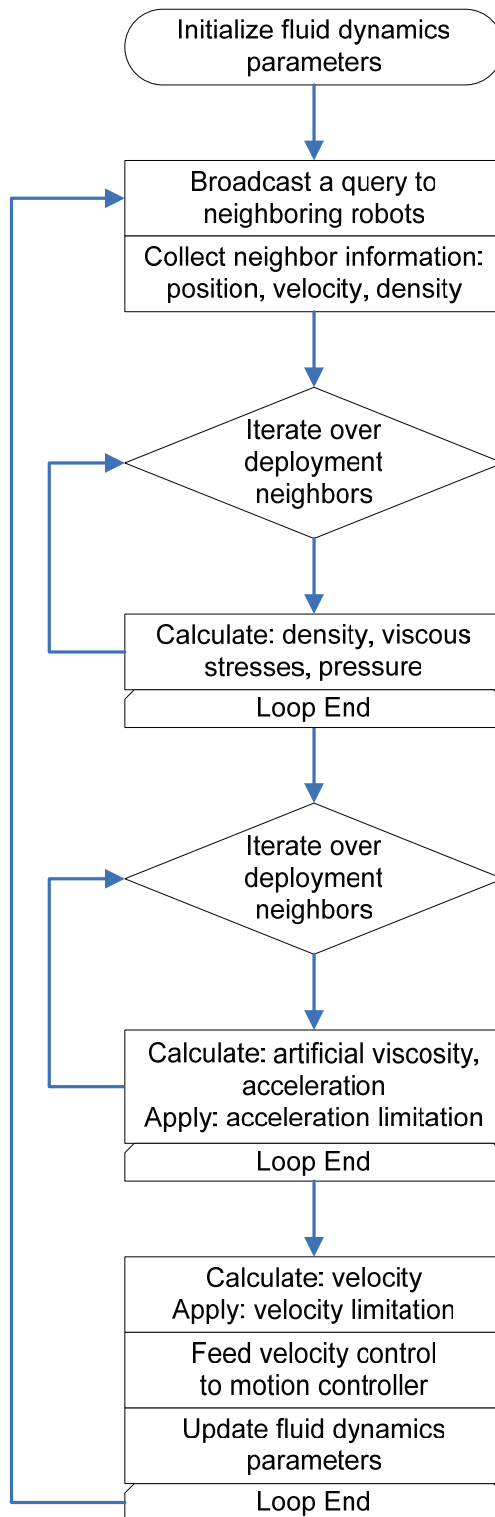 Initialize fluid dynamics
parameters
Broadcast a query to
neighboring robots
Collect neighbor information:
position, velocity, density
Iterate over
deployment
neighbors
Calculate: density, viscous
stresses, pressure
Loop End
Iterate over
deployment
neighbors
Calculate: artificial viscosity,
acceleration
Apply: acceleration limitation
Loop End
Calculate: velocity
Apply: velocity limitation
Feed velocity control
to motion controller
Update fluid dynamics
parameters
Loop End